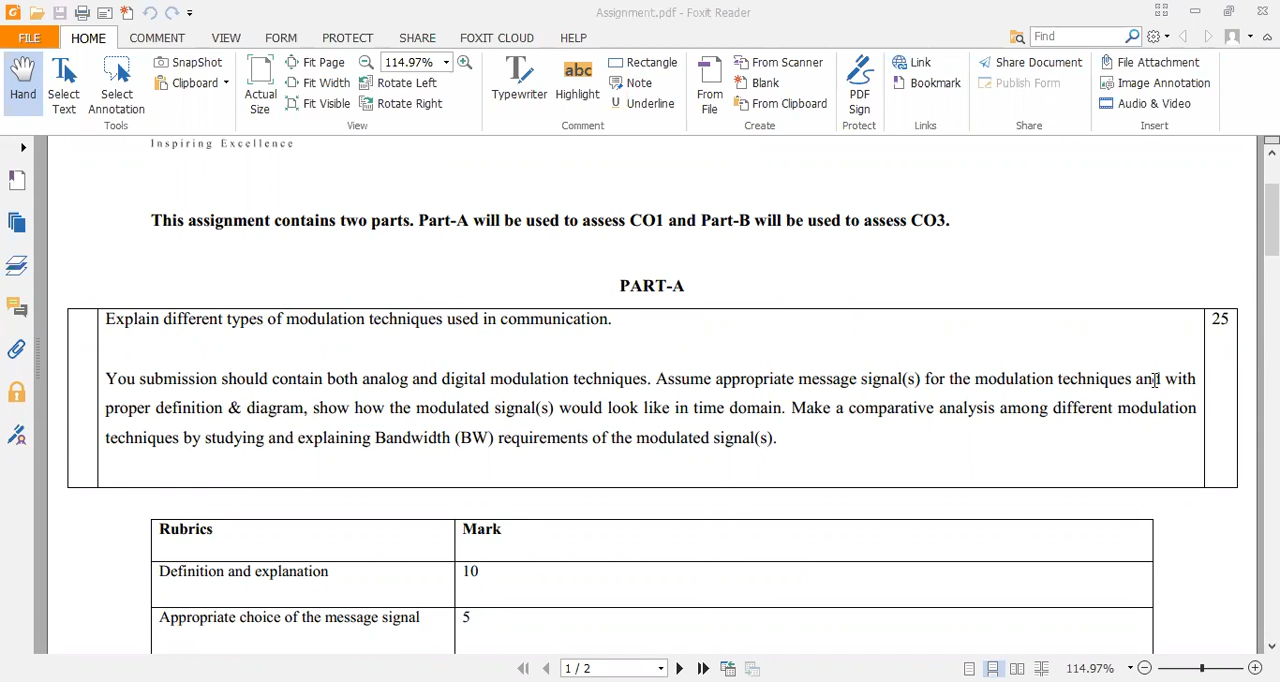 Assignment.pdf - Foxit Reader
FILE HOME COMMENT VIEW FORM PROTECT SHARE FOXIT CLOUD HELP Find
SnapShot Fit Page 114.97% Rectangle From Scanner Link Share Document File Attachment
Clipboard Fit Width Rotate Left Note Blank Bookmark Publish Form Image Annotation
Hand Select Text Select Annotation Actual Size Fit Visible Rotate Right Typewriter Highlight Underline From File From Clipboard PDF Sign Audio & Video
Tools View Comment Create Protect Links Share Insert
Inspiring Excellence
This assignment contains two parts. Part-A will be used to assess CO1 and Part-B will be used to assess CO3.
PART-A
Explain different types of modulation techniques used in communication. 25
You submission should contain both analog and digital modulation techniques. Assume appropriate message signal(s) for the modulation techniques and with
proper definition & diagram, show how the modulated signal(s) would look like in time domain. Make a comparative analysis among different modulation
techniques by studying and explaining Bandwidth (BW) requirements of the modulated signal(s).
Rubrics Mark
Definition and explanation 10
Appropriate choice of the message signal 5
1 / 2 114.97%